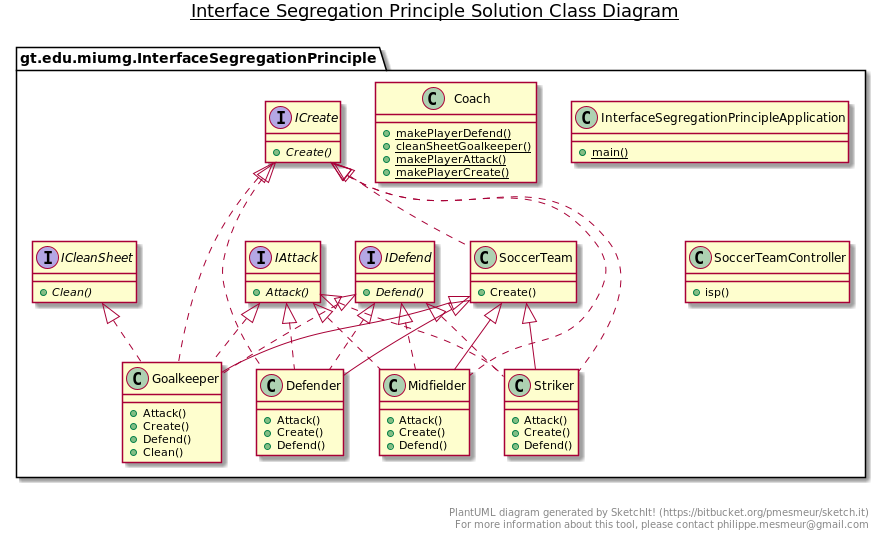 Interface Segregation Principle Solution Class Diagram
gt.edu.miumg.InterfaceSegregationPrinciple
I ICreate
Create()
C Coach
makePlayerDefend()
cleanSheetGoalkeeper()
makePlayerAttack()
makePlayerCreate()
C InterfaceSegregationPrincipleApplication
main()
I ICleanSheet
Clean()
I IAttack
Attack()
I IDefend
Defend()
C SoccerTeam
Create()
C SoccerTeamController
isp()
C Goalkeeper
Attack()
Create()
Defend()
Clean()
C Defender
Attack()
Create()
Defend()
C Midfielder
Attack()
Create()
Defend()
C Striker
Attack()
Create()
Defend()
PlantUML diagram generated by SketchIt! (https://bitbucket.org/pmesmeur/sketch.it)
For more information about this tool, please contact philippe.mesmeur@gmail.com